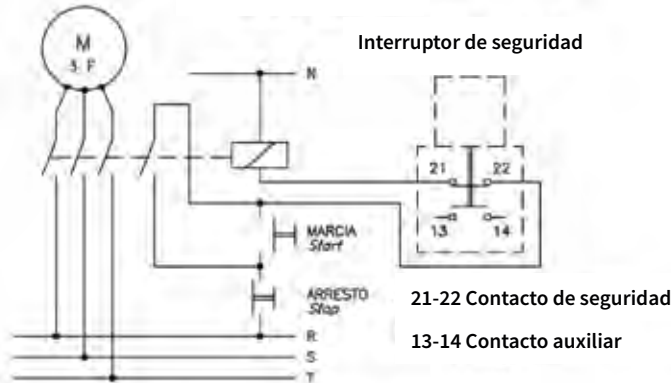 M
3 F
Interruptor de seguridad
N
21 22
13 14
MARCIA
Start
ARRESTO
Stop
21-22 Contacto de seguridad
R
13-14 Contacto auxiliar
S
T